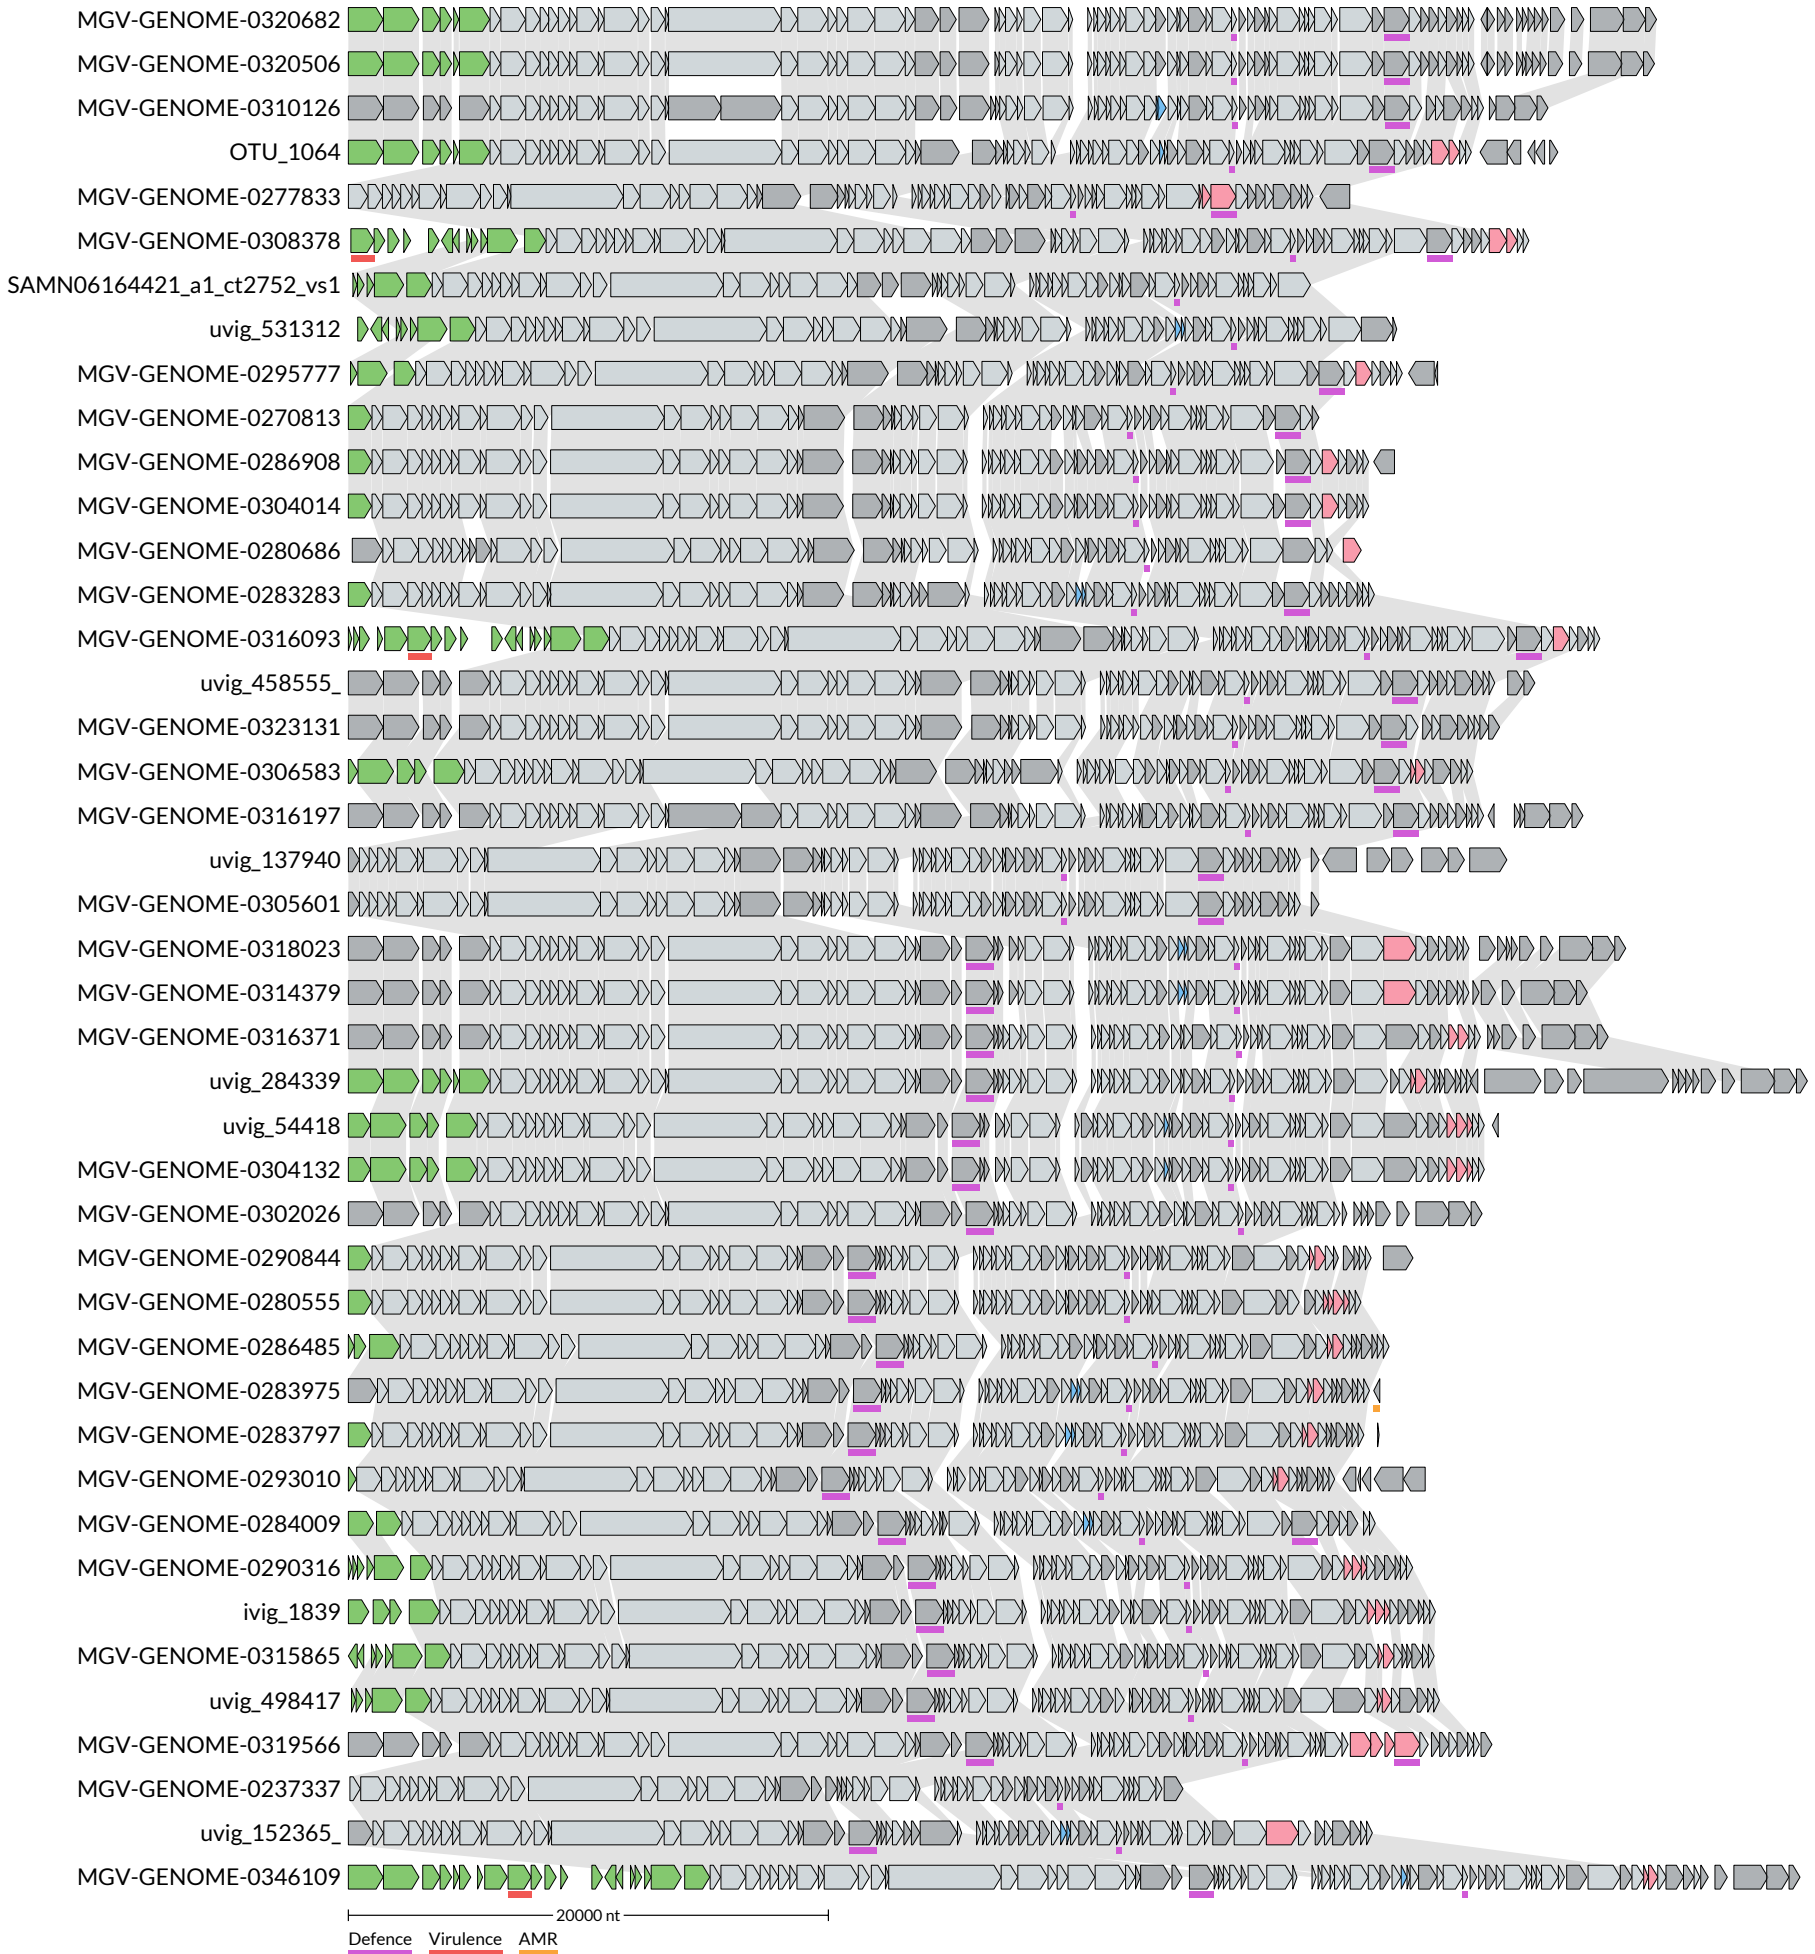 MGV-GENOME-0320682
MGV-GENOME-0320506
MGV-GENOME-0310126
OTU_1064
MGV-GENOME-0277833
MGV-GENOME-0308378
SAMN06164421_a1_ct2752_vs1
uvig_531312
MGV-GENOME-0295777
MGV-GENOME-0270813
MGV-GENOME-0286908
MGV-GENOME-0304014
MGV-GENOME-0280686
MGV-GENOME-0283283
MGV-GENOME-0316093
uvig_458555_
MGV-GENOME-0323131
MGV-GENOME-0306583
MGV-GENOME-0316197
uvig_137940
MGV-GENOME-0305601
MGV-GENOME-0318023
MGV-GENOME-0314379
MGV-GENOME-0316371
uvig_284339
uvig_54418
MGV-GENOME-0304132
MGV-GENOME-0302026
MGV-GENOME-0290844
MGV-GENOME-0280555
MGV-GENOME-0286485
MGV-GENOME-0283975
MGV-GENOME-0283797
MGV-GENOME-0293010
MGV-GENOME-0284009
MGV-GENOME-0290316
ivig_1839
MGV-GENOME-0315865
uvig_498417
MGV-GENOME-0319566
MGV-GENOME-0237337
uvig_152365_
MGV-GENOME-0346109
20000 nt
Defence Virulence AMR